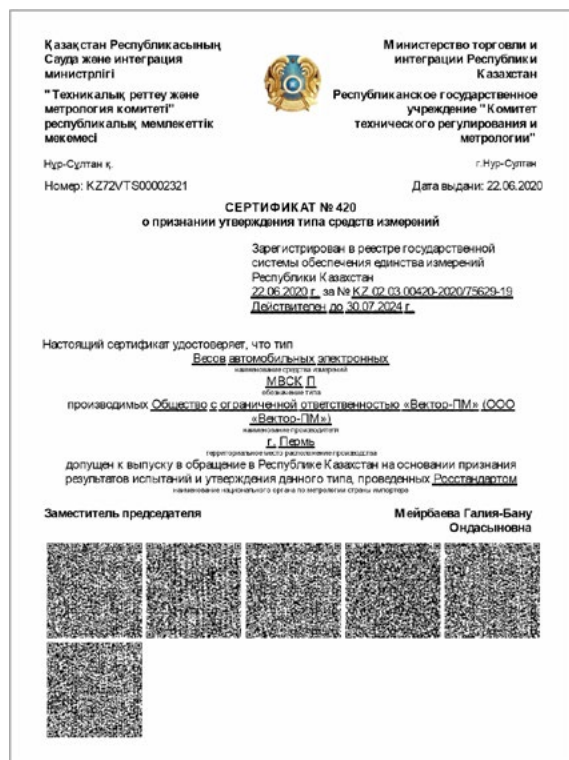 Қазақстан Республикасының
Сауда және интеграция
министрлігі
"Техникалық реттеу және
метрология комитеті"
республикалық мемлекеттік
мекемесі
Министерство торговли и
интеграции Республики
Казахстан
Республиканское государственное
учреждение "Комитет
технического регулирования и
метрологии"
Нұр-Сұлтан қ.
г.Нур-Султан
Номер: KZ72VTS00002321
Дата выдачи: 22.06.2020
СЕРТИФИКАТ № 420
о признании утверждения типа средств измерений
Зарегистрирован в реестре государственной
системы обеспечения единства измерений
Республики Казахстан
22.06.2020 г. за № KZ.02.03.00420-2020/75629-19
Действителен до 30.07.2024 г.
Настоящий сертификат удостоверяет, что тип
Весов автомобильных электронных
наименование средства измерений
МВСК П
обозначение типа
производимых Общество с ограниченной ответственностью «Вектор-ПМ» (ООО
«Вектор-ПМ»)
наименование производителя
г. Пермь
территориальное место расположение производства
допущен к выпуску в обращение в Республике Казахстан на основании признания
результатов испытаний и утверждения данного типа, проведенных Росстандартом
наименование национального органа по метрологии страны импортера
Заместитель председателя
Мейрбаева Галия-Бану
Ондасыновна